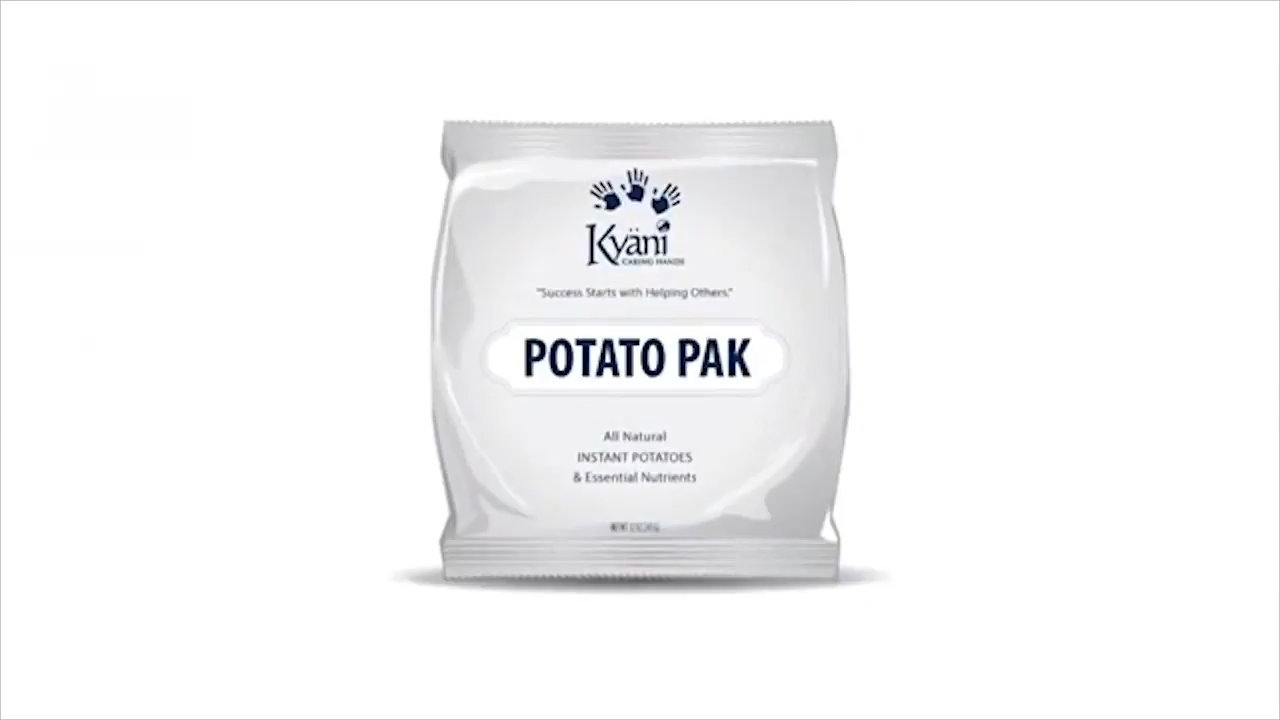 Kyäni
CARING HANDS
"Success Starts with Helping Others."
POTATO PAK
All Natural
INSTANT POTATOES
& Essential Nutrients